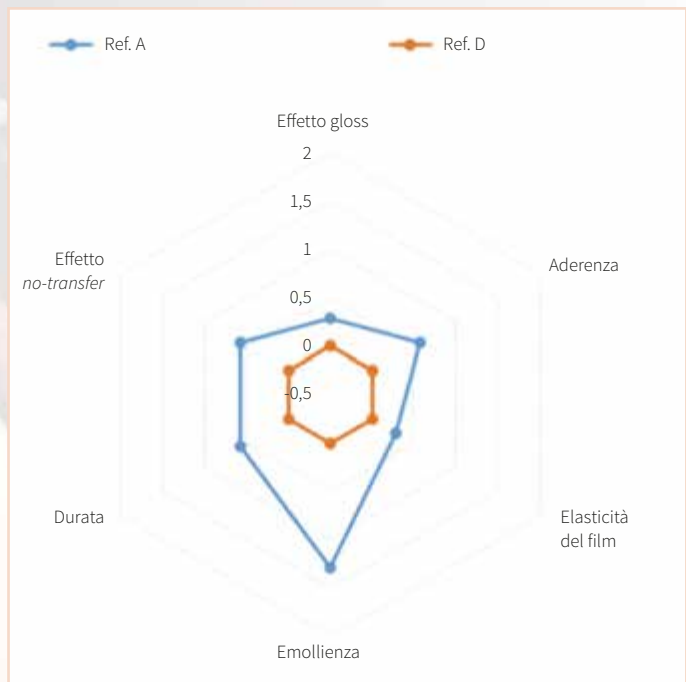 Ref. A
Ref. D
Effetto gloss
2
1,5
1
0,5
0
-0,5
Aderenza
Elasticità
del film
Emollienza
Durata
Effetto
no-transfer